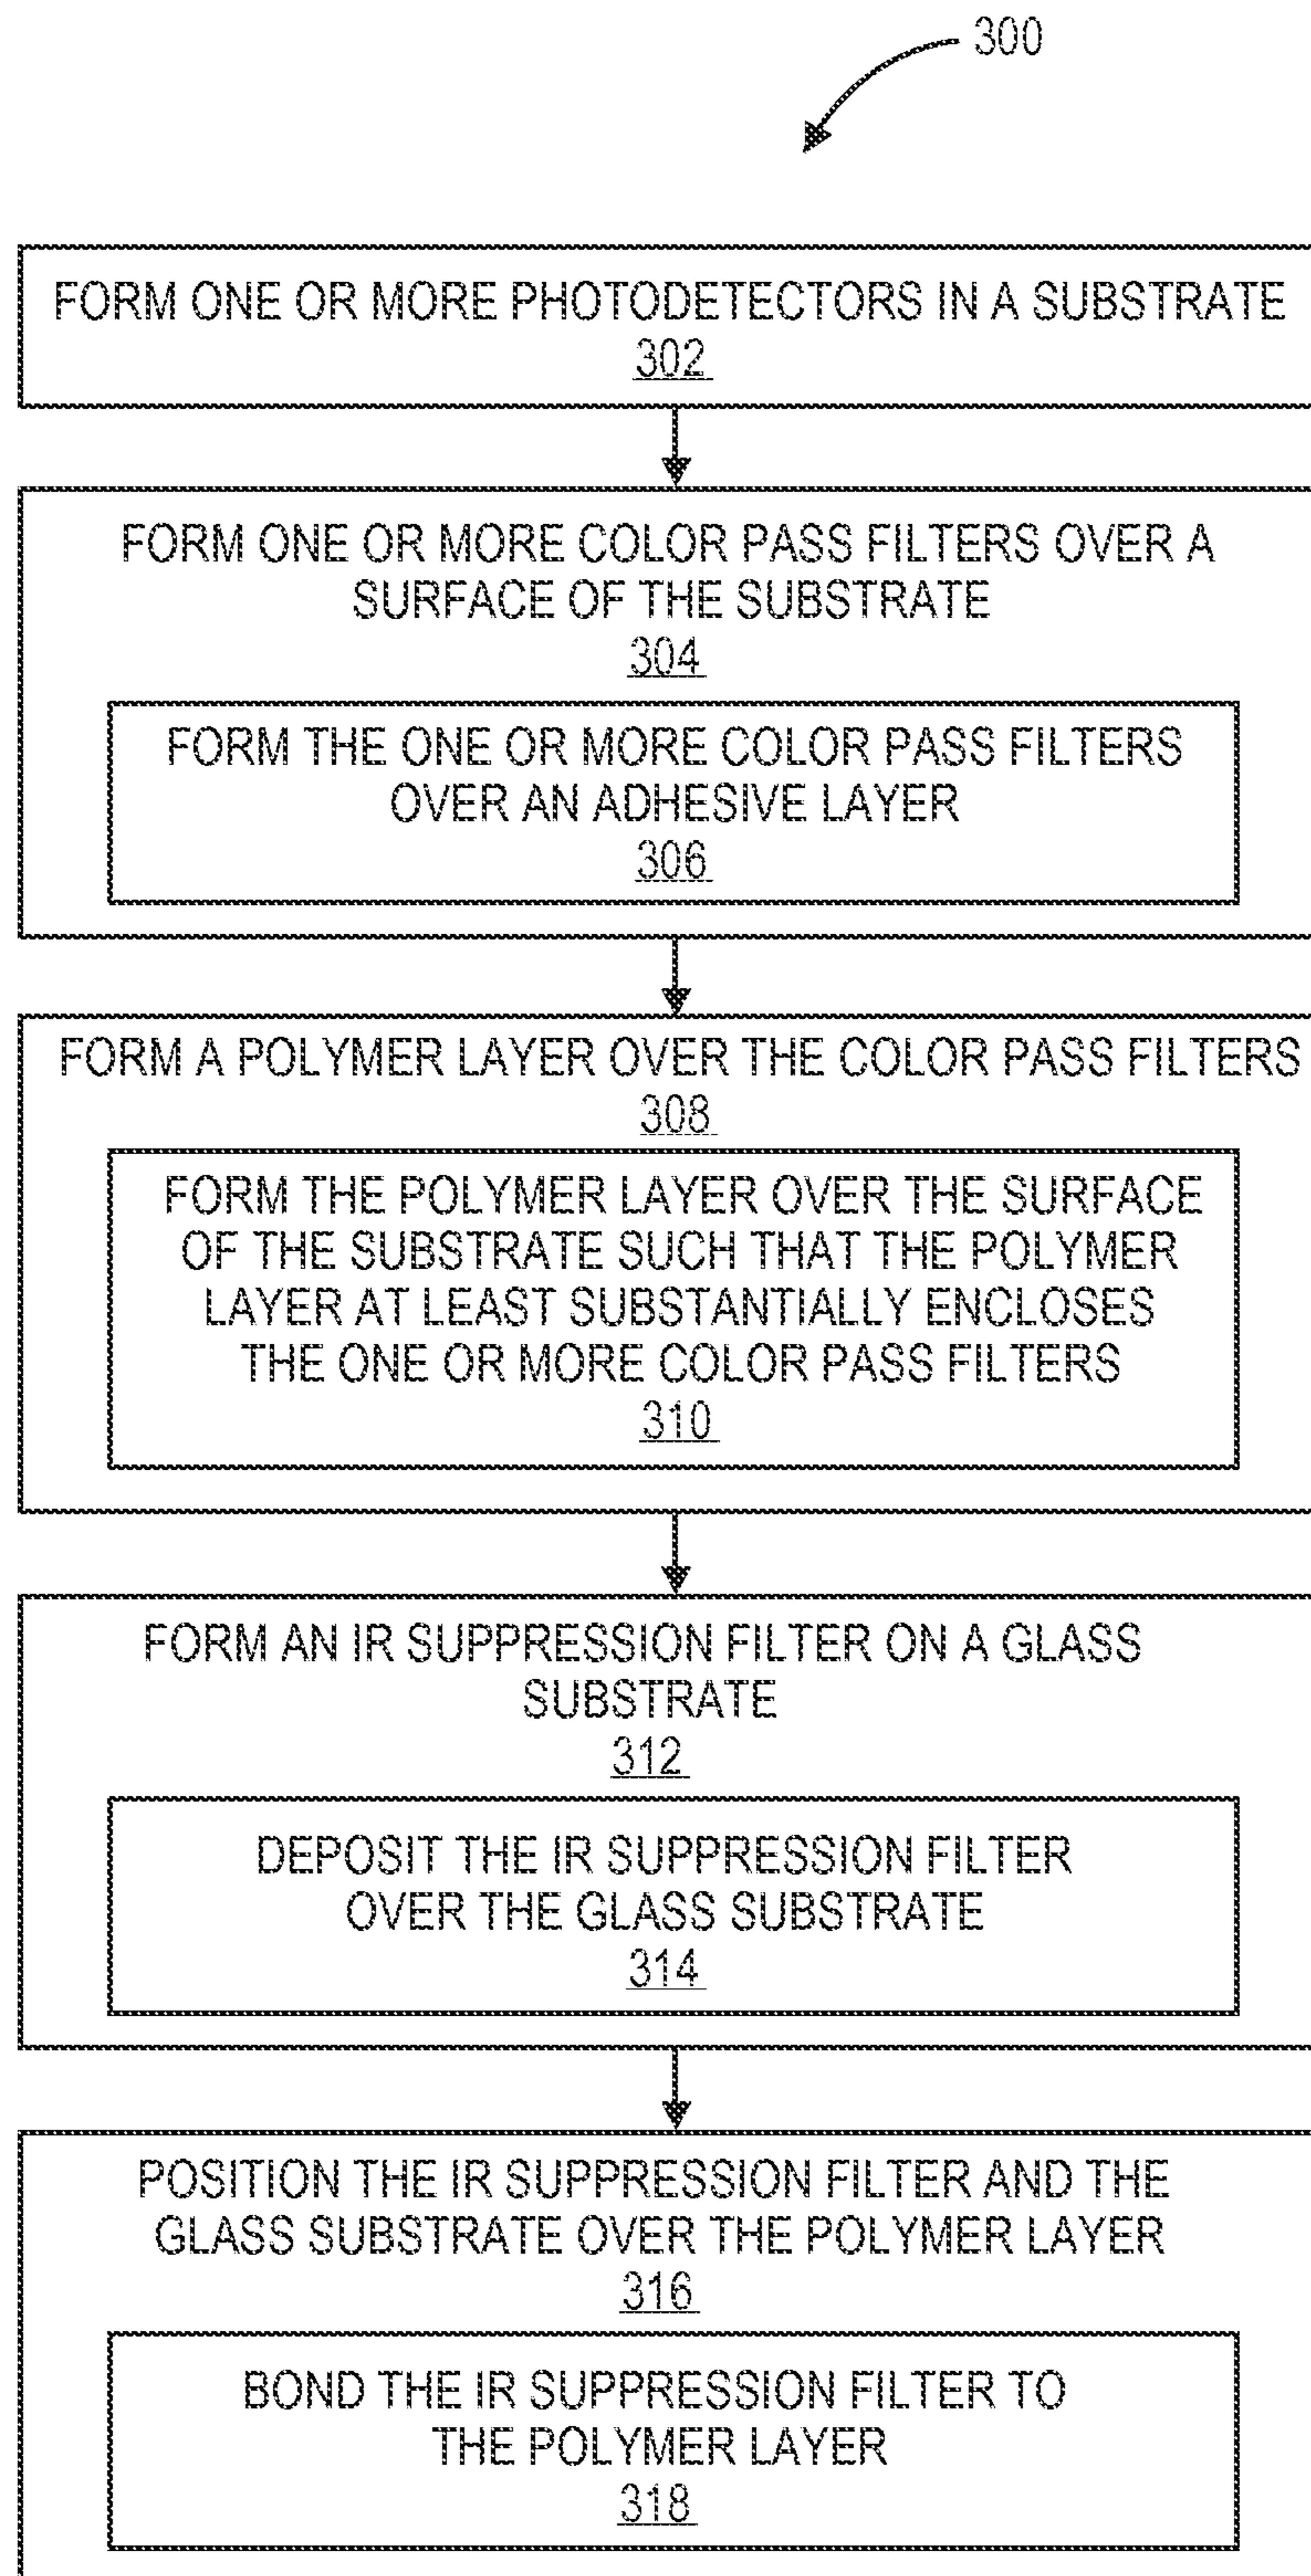 300
FORM ONE OR MORE PHOTODETECTORS IN A SUBSTRATE
302
FORM ONE OR MORE COLOR PASS FILTERS OVER A
SURFACE OF THE SUBSTRATE
304
FORM THE ONE OR MORE COLOR PASS FILTERS
OVER AN ADHESIVE LAYER
306
FORM A POLYMER LAYER OVER THE COLOR PASS FILTERS
308
FORM THE POLYMER LAYER OVER THE SURFACE
OF THE SUBSTRATE SUCH THAT THE POLYMER
LAYER AT LEAST SUBSTANTIALLY ENCLOSES
THE ONE OR MORE COLOR PASS FILTERS
310
FORM AN IR SUPPRESSION FILTER ON A GLASS
SUBSTRATE
312
DEPOSIT THE IR SUPPRESSION FILTER
OVER THE GLASS SUBSTRATE
314
POSITION THE IR SUPPRESSION FILTER AND THE
GLASS SUBSTRATE OVER THE POLYMER LAYER
316
BOND THE IR SUPPRESSION FILTER TO
THE POLYMER LAYER
318